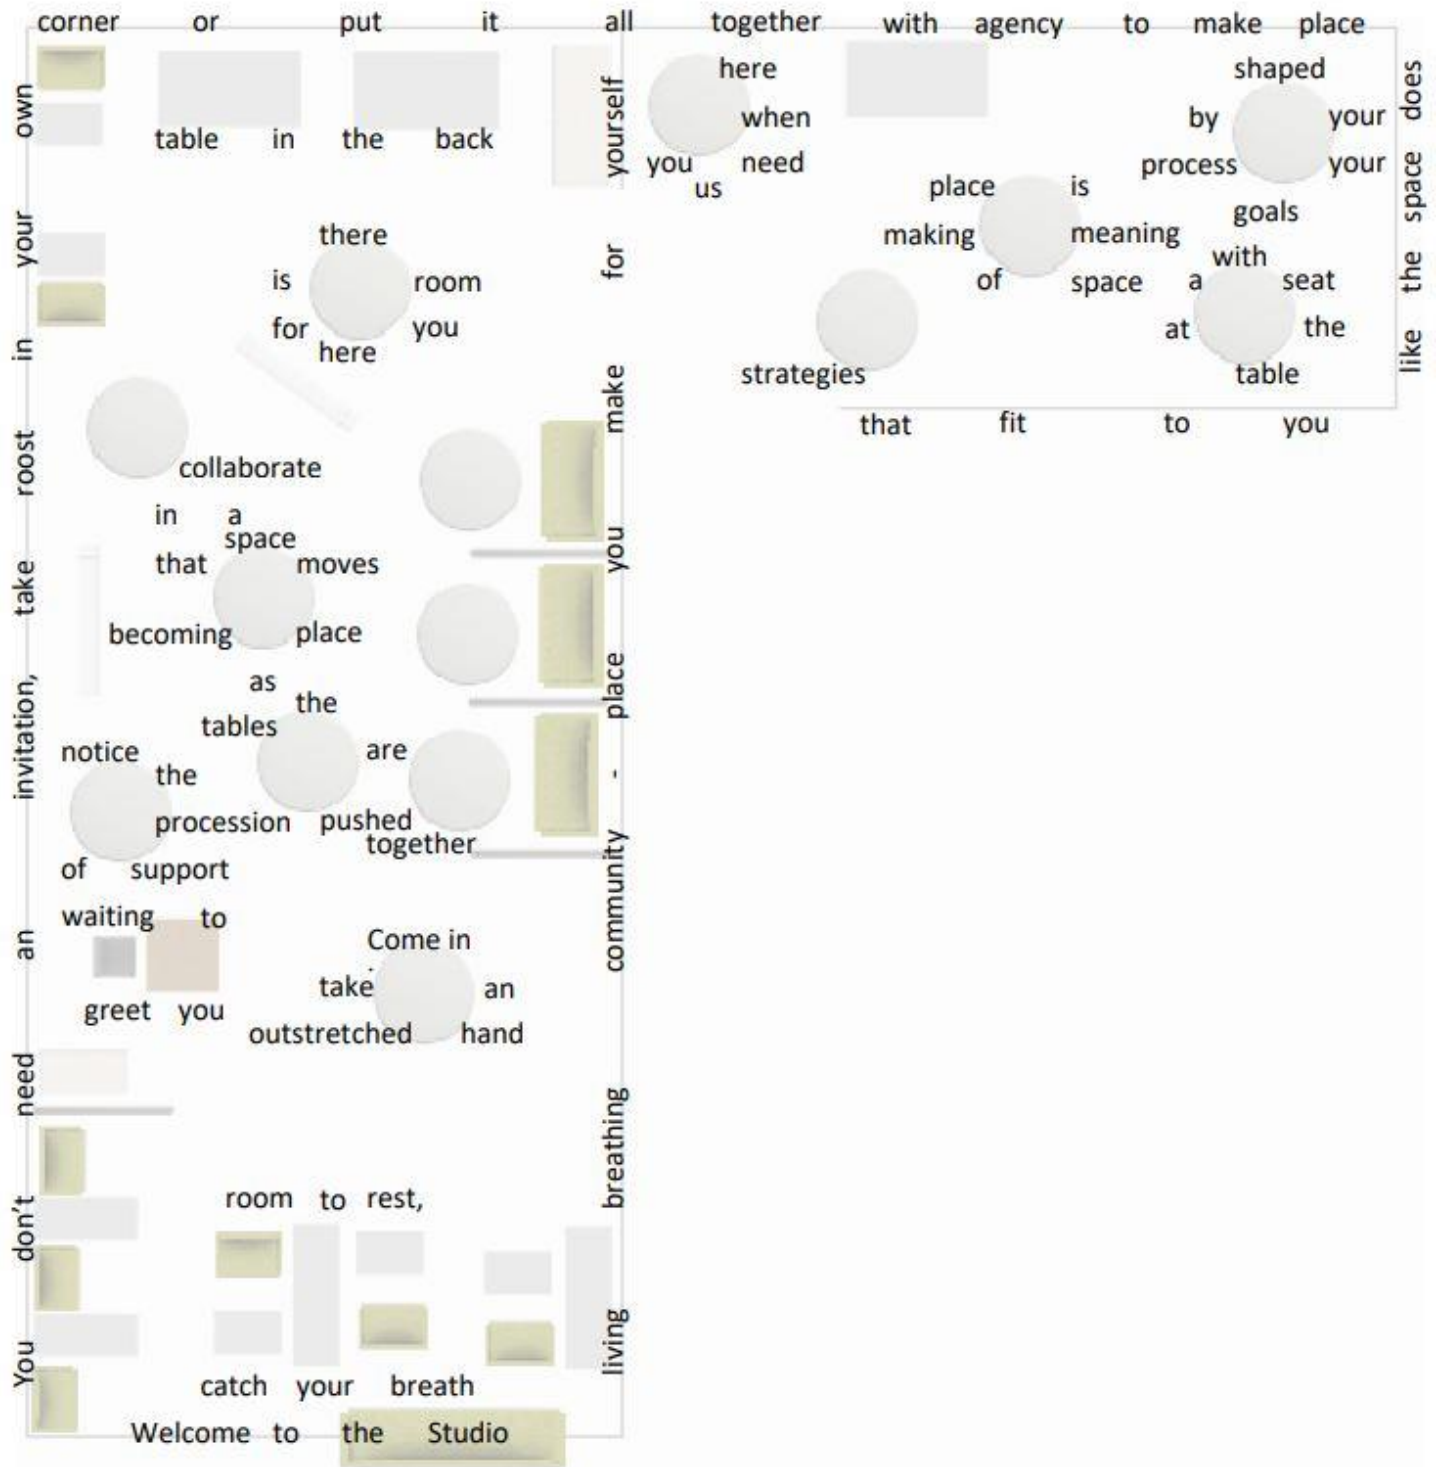 corner or put it all together with agency to make place
own your in roost take invitation, an need don't You
table in the back
yourself for make you place - community breathing living
here
when
you need
us
shaped
by your
process your
goals
does space the like
place is
making meaning
of space
with
a seat
at the
table
strategies
that fit to you
there
is room
for you
here
collaborate
in a
space
that moves
becoming place
as
the
tables
are
pushed
together
notice
the
procession
of support
waiting to
greet you
Come in
take an
outstretched hand
room to rest,
catch your breath
Welcome to the Studio